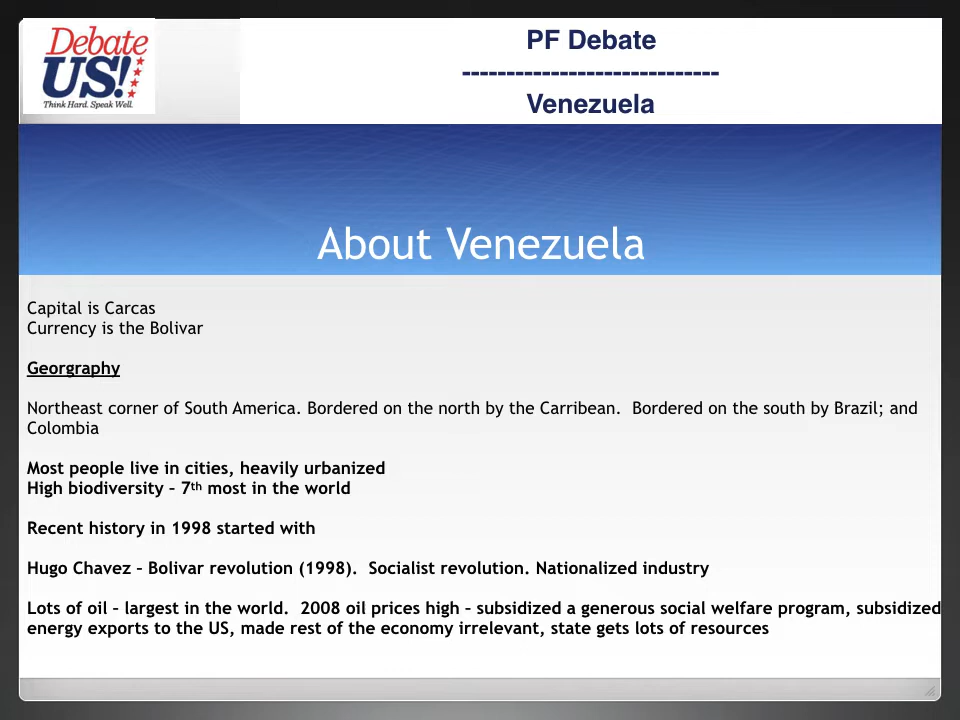 Debate
US!
Think Hard. Speak Well.
PF Debate
-----------------------------
Venezuela
About Venezuela
Capital is Carcas
Currency is the Bolivar
Georgraphy
Northeast corner of South America. Bordered on the north by the Carribean.  Bordered on the south by Brazil; and
Colombia
Most people live in cities, heavily urbanized
High biodiversity – 7th most in the world
Recent history in 1998 started with
Hugo Chavez – Bolivar revolution (1998).  Socialist revolution. Nationalized industry
Lots of oil – largest in the world.  2008 oil prices high – subsidized a generous social welfare program, subsidized
energy exports to the US, made rest of the economy irrelevant, state gets lots of resources